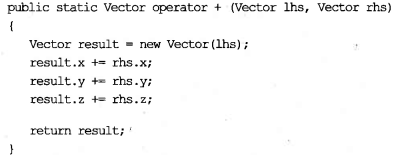 public static Vector operator + (Vector lhs, Vector rhs)
{
Vector result = new Vector(lhs);
result.x += rhs.x;
result.y += rhs.y;
result.z += rhs.z;
return result;
}